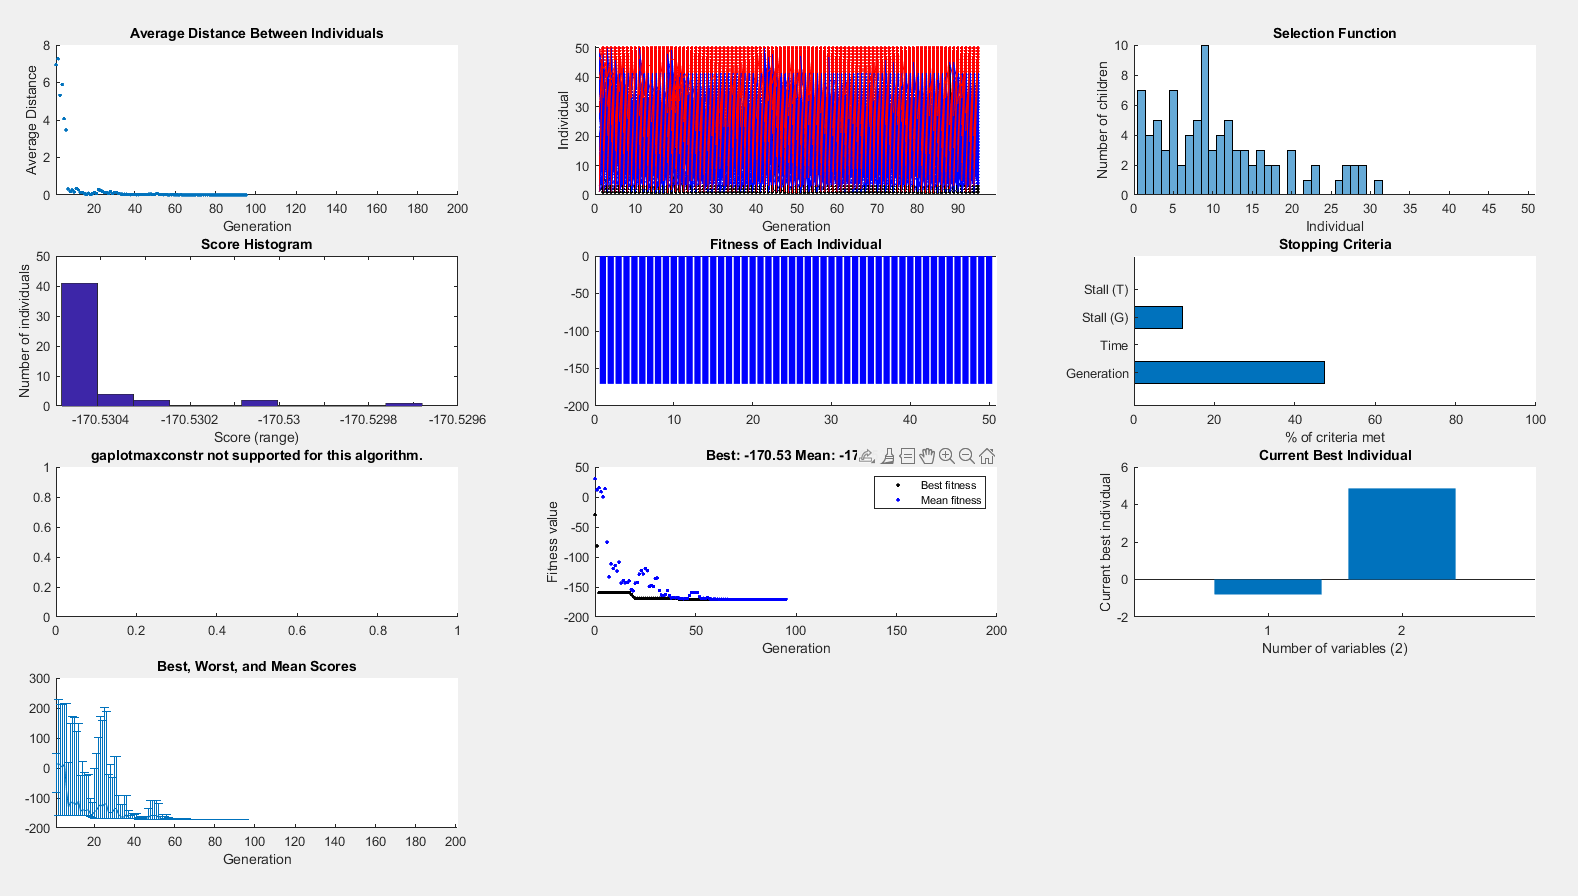 Average Distance Between Individuals
8
6
4
2
0
Average Distance
20 40 60 80 100 120 140 160 180 200
Generation
50
40
30
20
10
0
Individual
0 10 20 30 40 50 60 70 80 90
Generation
Selection Function
10
8
6
4
2
0
Number of children
0 5 10 15 20 25 30 35 40 45 50
Individual
Score Histogram
50
40
30
20
10
0
Number of individuals
-170.5304 -170.5302 -170.53 -170.5298 -170.5296
Score (range)
Fitness of Each Individual
0
-50
-100
-150
-200
0 10 20 30 40 50
Stopping Criteria
Stall (T)
Stall (G)
Time
Generation
0 20 40 60 80 100
% of criteria met
gaplotmaxconstr not supported for this algorithm.
1
0.8
0.6
0.4
0.2
0
0 0.2 0.4 0.6 0.8 1
Best: -170.53 Mean: -17
50
0
-50
-100
-150
-200
Fitness value
Best fitness
Mean fitness
0 50 100 150 200
Generation
Current Best Individual
6
4
2
0
-2
Current best individual
1 2
Number of variables (2)
Best, Worst, and Mean Scores
300
200
100
0
-100
-200
20 40 60 80 100 120 140 160 180 200
Generation